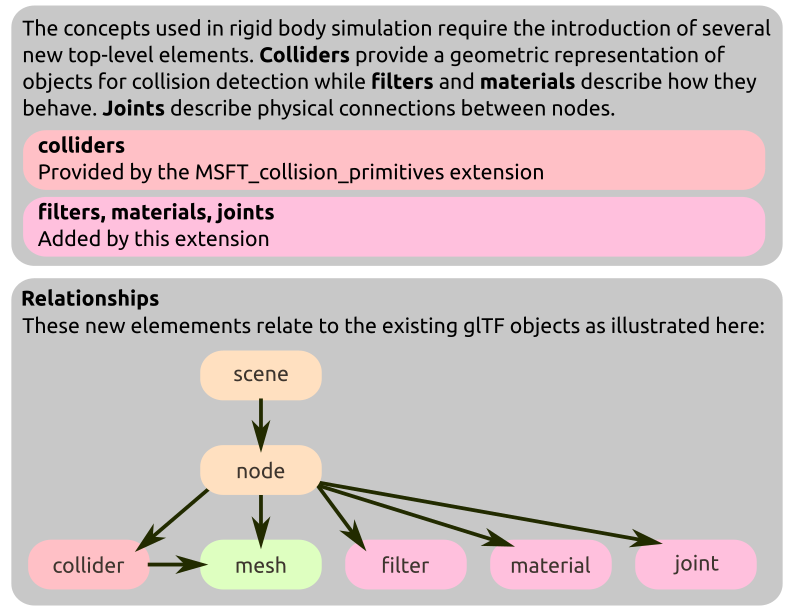 The concepts used in rigid body simulation require the introduction of several
new top-level elements. Colliders provide a geometric representation of
objects for collision detection while filters and materials describe how they
behave. Joints describe physical connections between nodes.
colliders
Provided by the MSFT_collision_primitives extension
filters, materials, joints
Added by this extension
Relationships
These new elemements relate to the existing glTF objects as illustrated here:
scene
node
collider
mesh
filter
material
joint